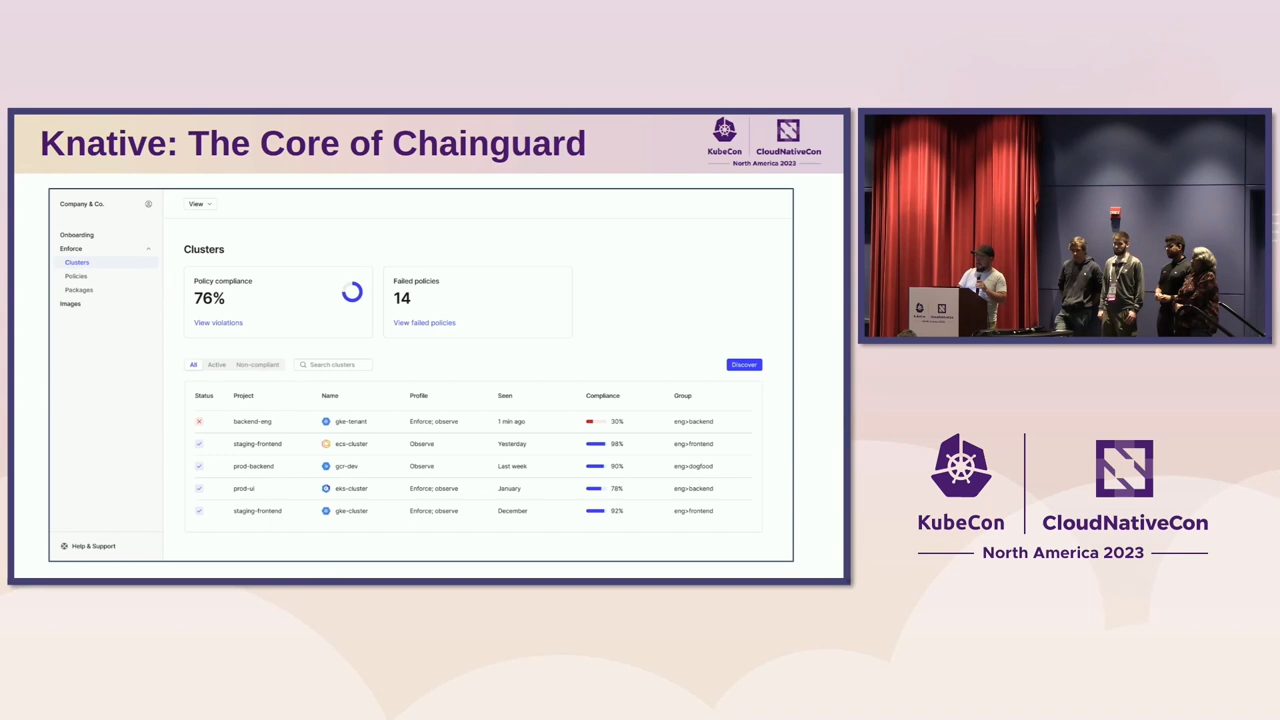 Knative: The Core of Chainguard
KubeCon
CloudNativeCon
North America 2023
Company & Co.
View
Onboarding
Enforce
Clusters
Policies
Packages
Images
Help & Support
Clusters
Policy compliance
76%
View violations
Failed policies
14
View failed policies
All Active Non-compliant Search clusters Discover
Status Project Name Profile Seen Compliance Group
backend-eng gke-tenant Enforce; observe 1 min ago 30% eng>backend
staging-frontend ecs-cluster Observe Yesterday 98% eng>frontend
prod-backend gcr-dev Observe Last week 90% eng>dogfood
prod-ui eks-cluster Enforce; observe January 78% eng>backend
staging-frontend gke-cluster Enforce; observe December 92% eng>frontend
KubeCon
CloudNativeCon
North America 2023